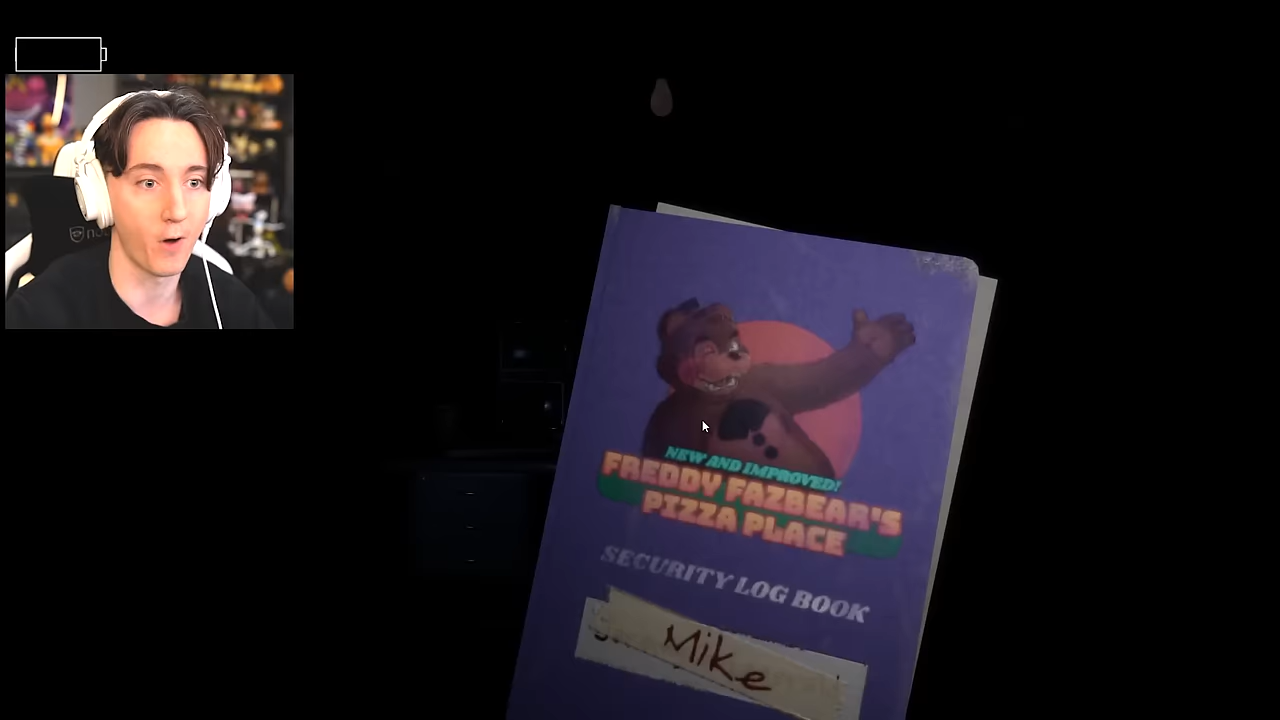 NEW AND IMPROVED!
FREDDY FAZBEAR'S
PIZZA PLACE
SECURITY LOG BOOK
Mike